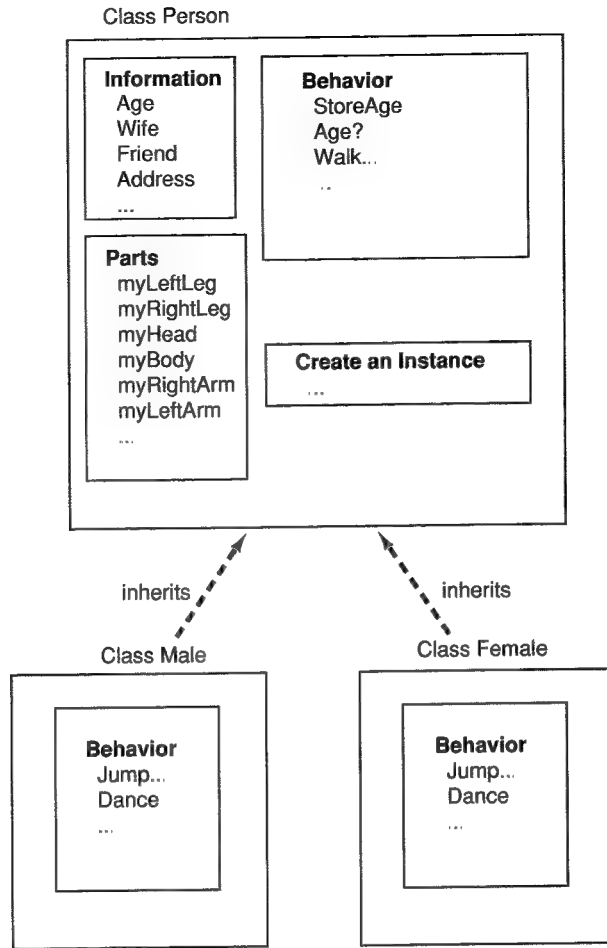 Class Person
Information
Age
Wife
Friend
Address
...
Behavior
StoreAge
Age?
Walk...
...
Parts
myLeftLeg
myRightLeg
myHead
myBody
myRightArm
myLeftArm
...
Create an Instance
...
inherits
inherits
Class Male
Class Female
Behavior
Jump...
Dance
...
Behavior
Jump...
Dance
...